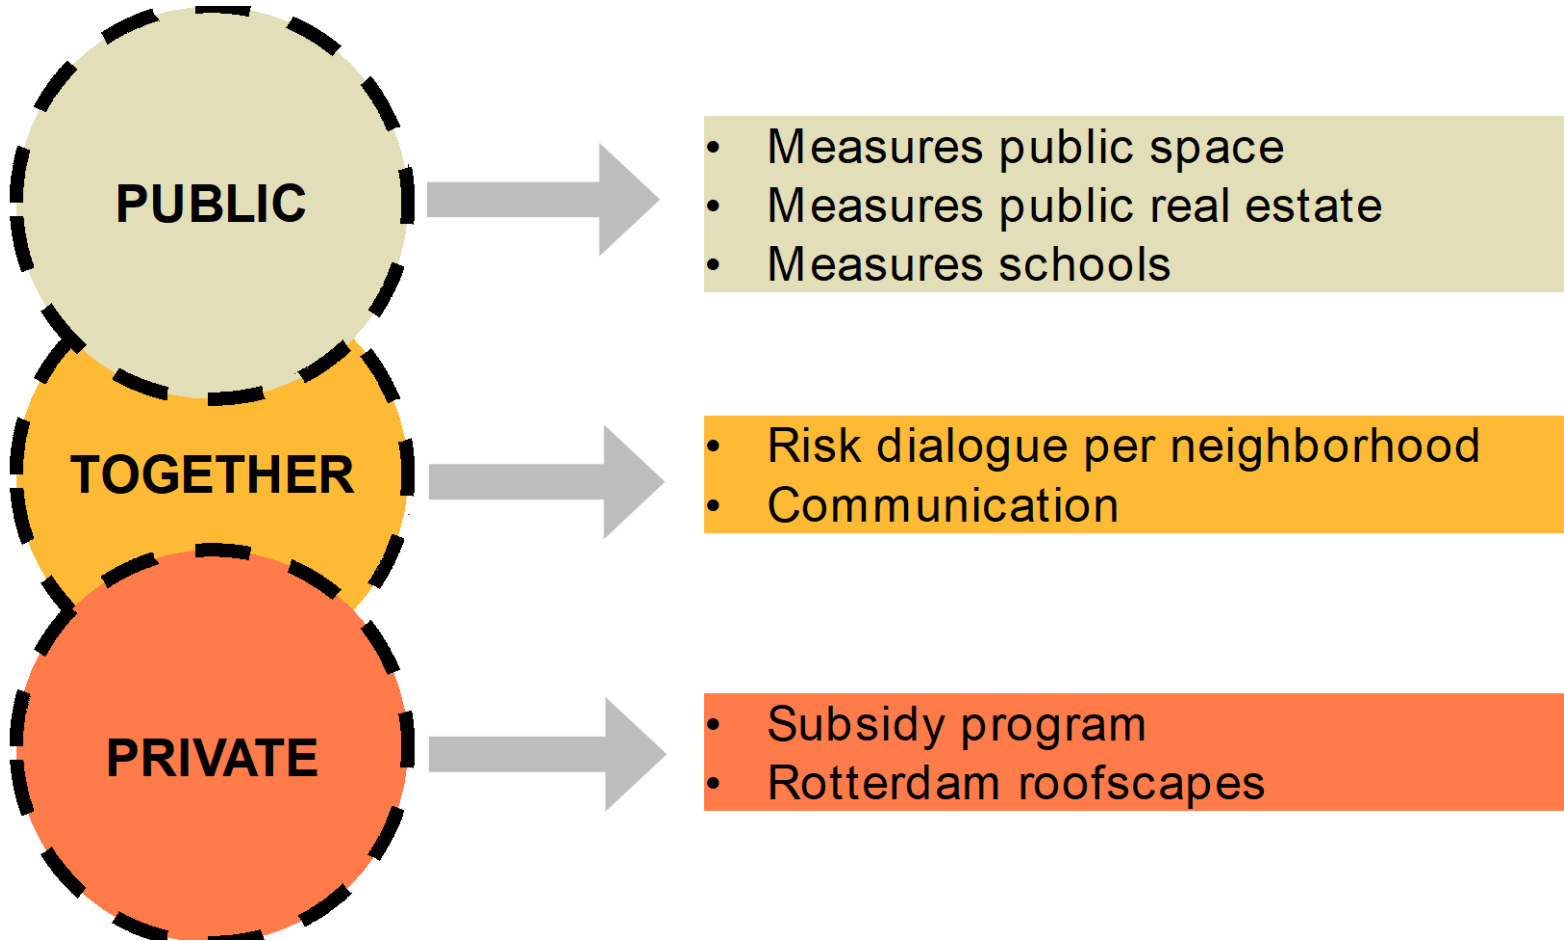 PUBLIC
• Measures public space
• Measures public real estate
• Measures schools
TOGETHER
• Risk dialogue per neighborhood
• Communication
PRIVATE
• Subsidy program
• Rotterdam roofscapes